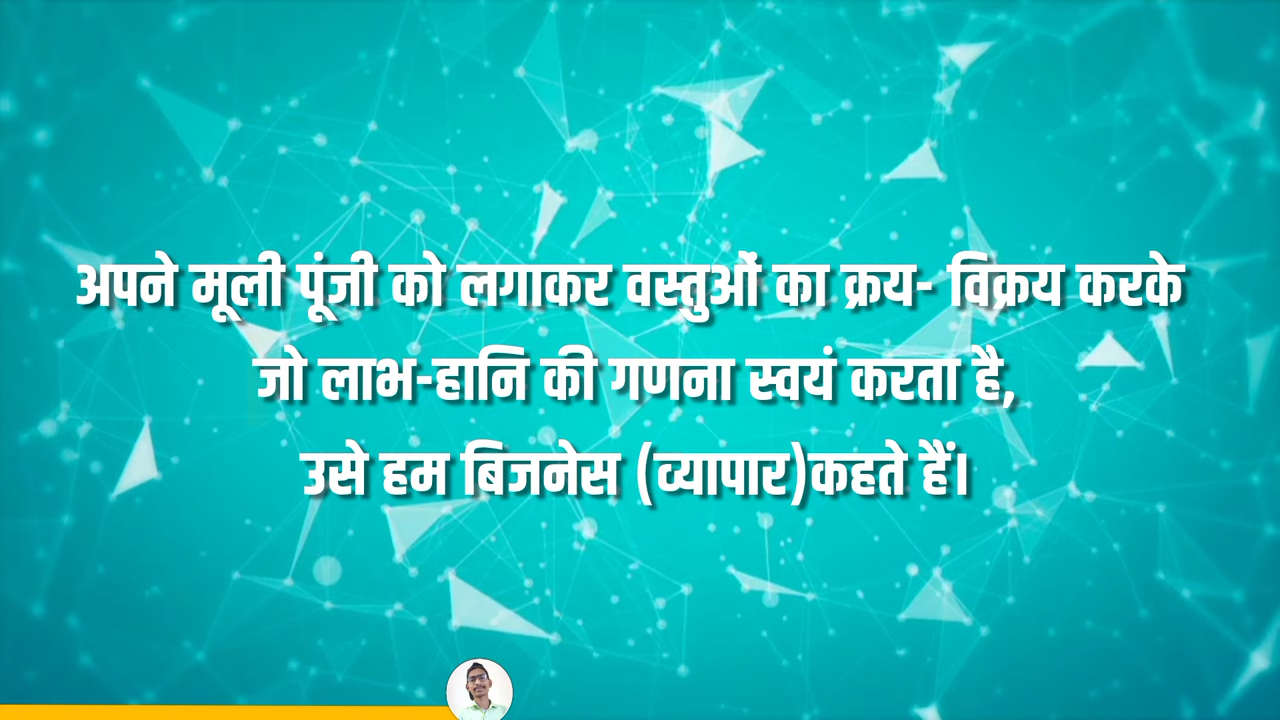 अपने मूली पूंजी को लगाकर वस्तुओं का क्रय- विक्रय करके
जो लाभ-हानि की गणना स्वयं करता है,
उसे हम बिजनेस (व्यापार)कहते हैं।